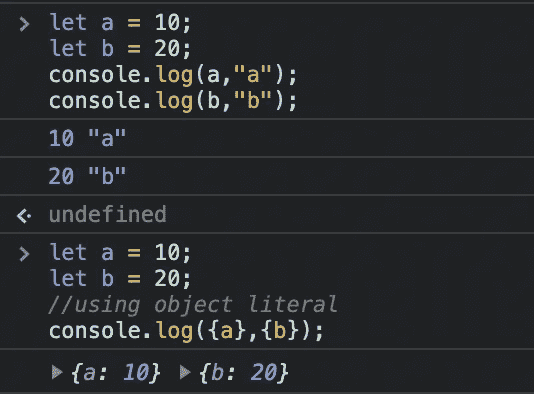 let a = 10;
let b = 20;
console.log(a,"a");
console.log(b,"b");
10 "a"
20 "b"
undefined
let a = 10;
let b = 20;
//using object literal
console.log({a},{b});
{a: 10} {b: 20}